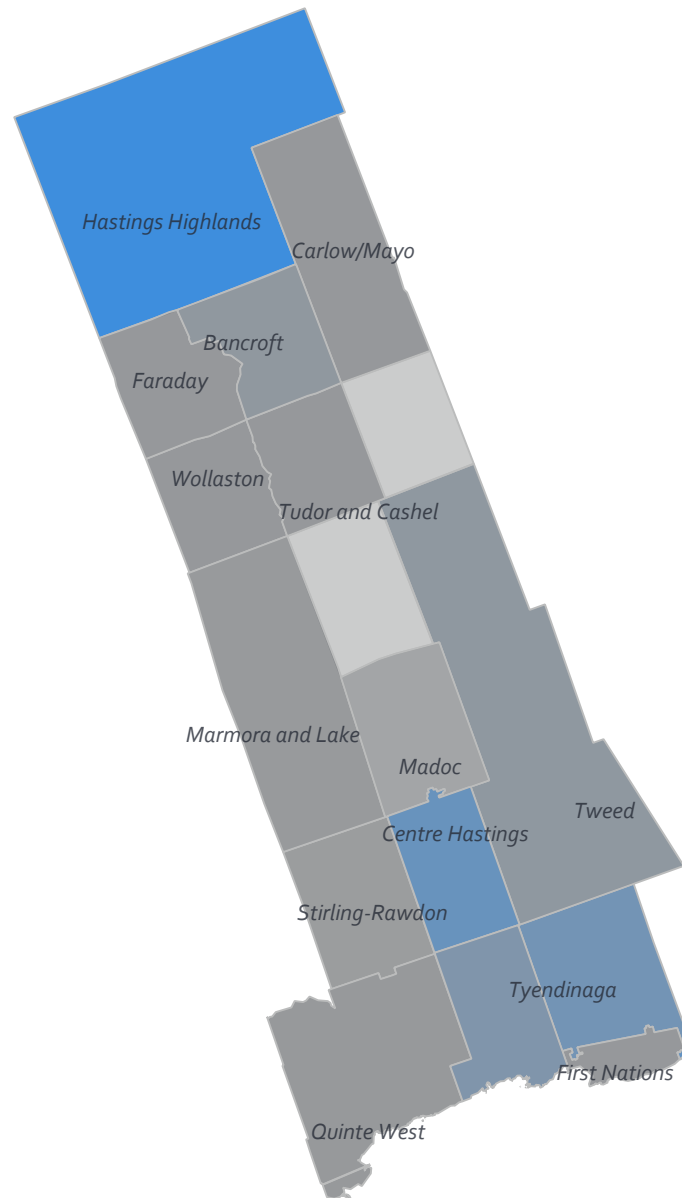 Hastings Highlands
Carlow/Mayo
Bancroft
Faraday
Wollaston
Tudor and Cashel
Marmora and Lake
Madoc
Tweed
Centre Hastings
Stirling-Rawdon
Tyendinaga
First Nations
Quinte West